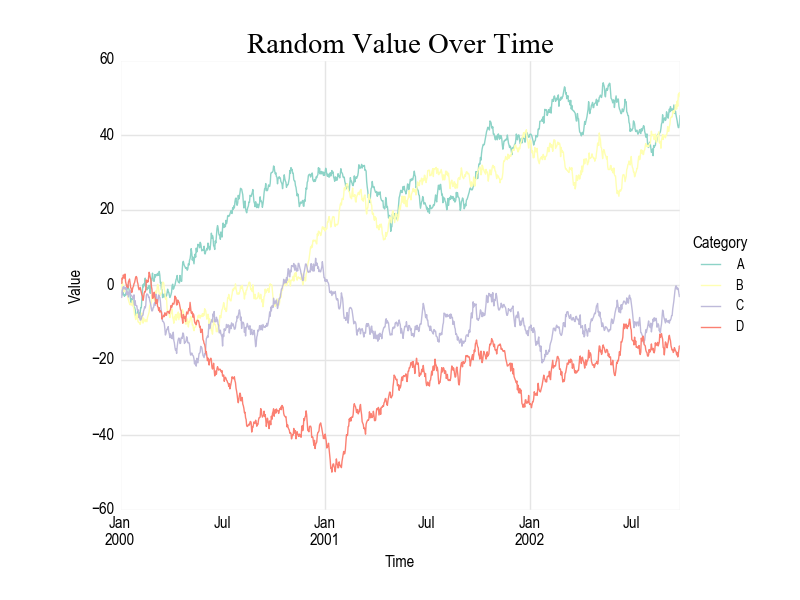 Random Value Over Time
60
40
20
0
−20
−40
−60
Value
Jan Jul Jan Jul Jan Jul
2000 2001 2002
Time
Category
A
B
C
D